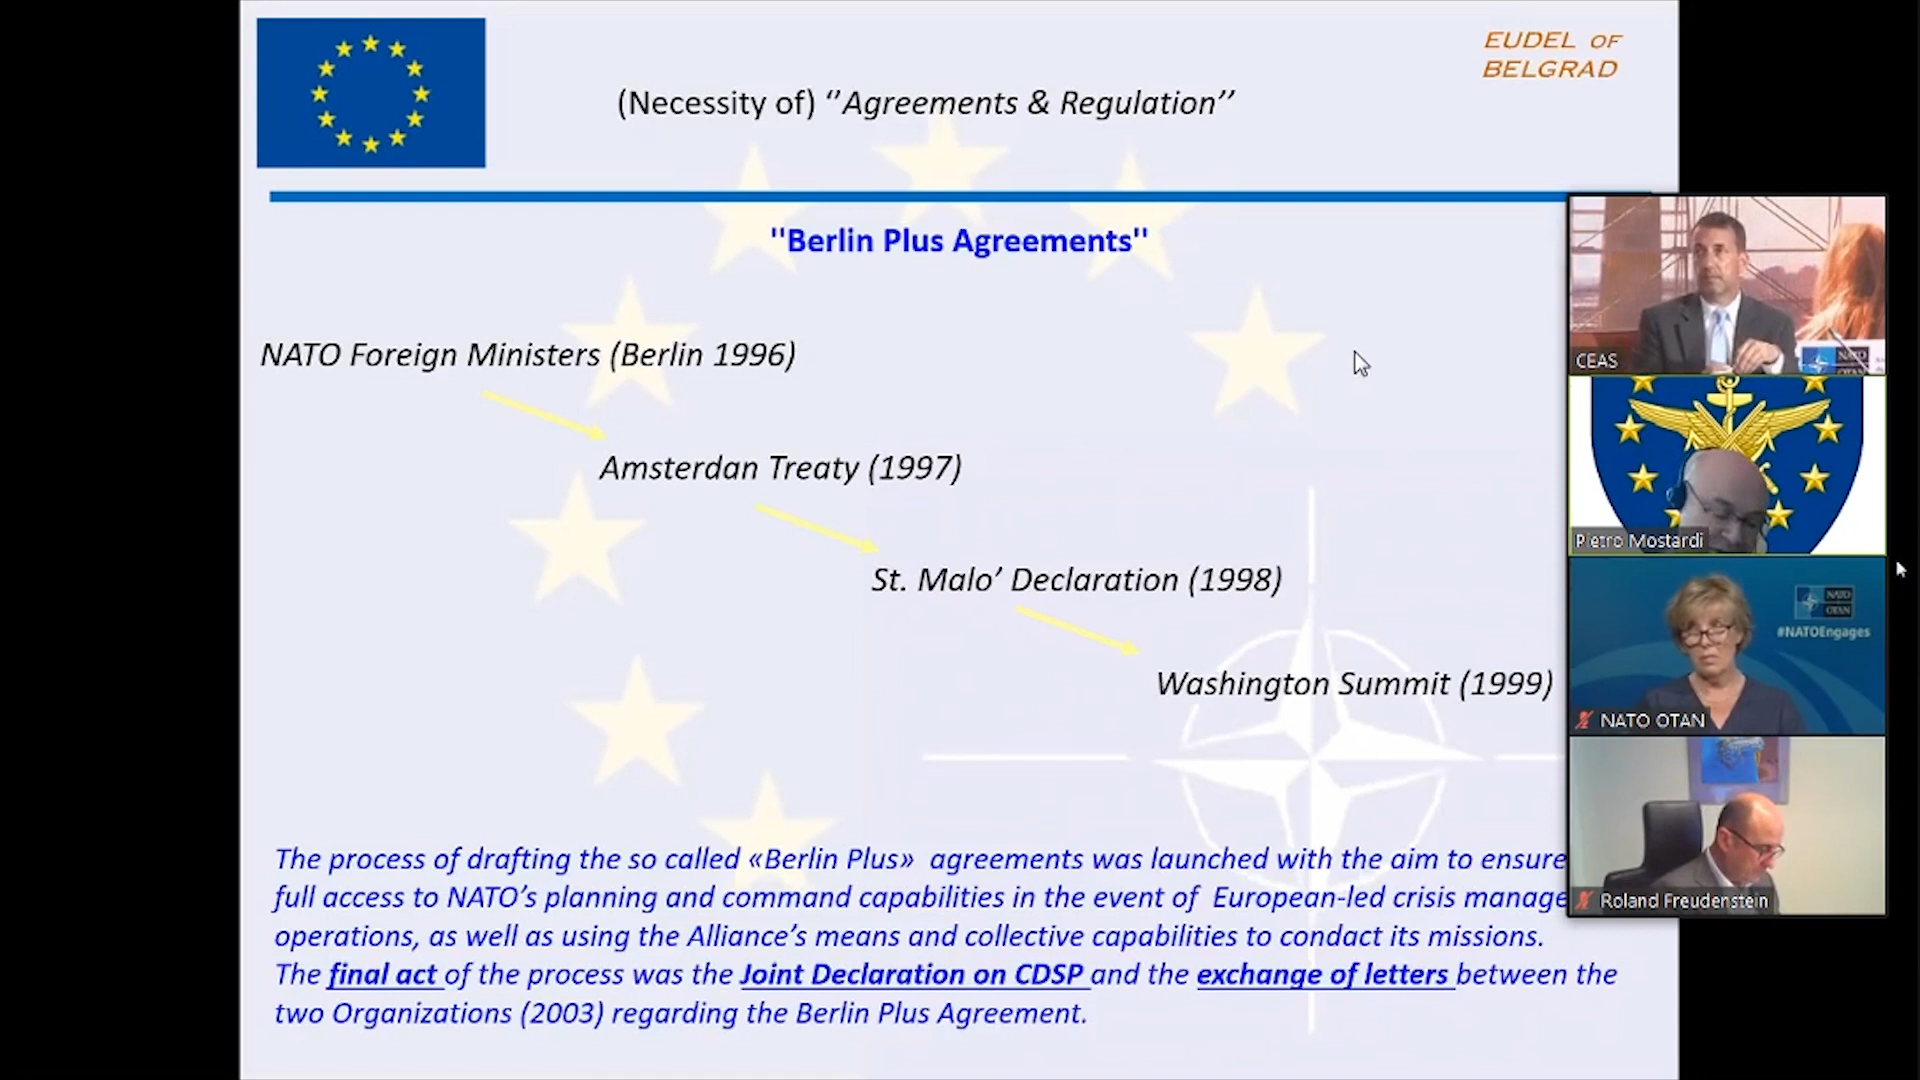 EUDEL OF
BELGRAD
(Necessity of) ‘’Agreements & Regulation’’
"Berlin Plus Agreements"
NATO Foreign Ministers (Berlin 1996)
Amsterdan Treaty (1997)
St. Malo’ Declaration (1998)
Washington Summit (1999)
The process of drafting the so called «Berlin Plus» agreements was launched with the aim to ensure
full access to NATO’s planning and command capabilities in the event of European-led crisis manage
operations, as well as using the Alliance’s means and collective capabilities to condact its missions.
The final act of the process was the Joint Declaration on CDSP and the exchange of letters between the
two Organizations (2003) regarding the Berlin Plus Agreement.
CEAS
NATO
OTAN
Pietro Mostardi
NATO
OTAN
#NATOEngages
NATO OTAN
Roland Freudenstein